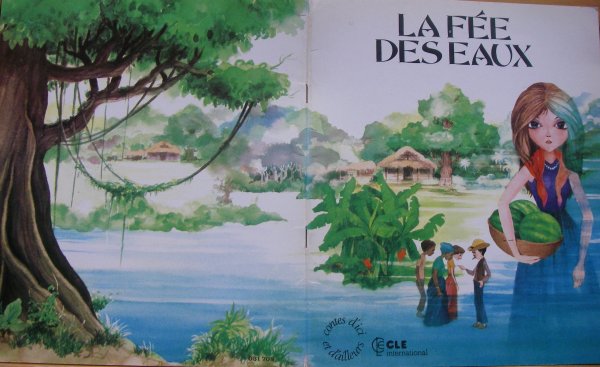 LA FÉE
DES EAUX
contes d'ici
et d'ailleurs
CLE
international